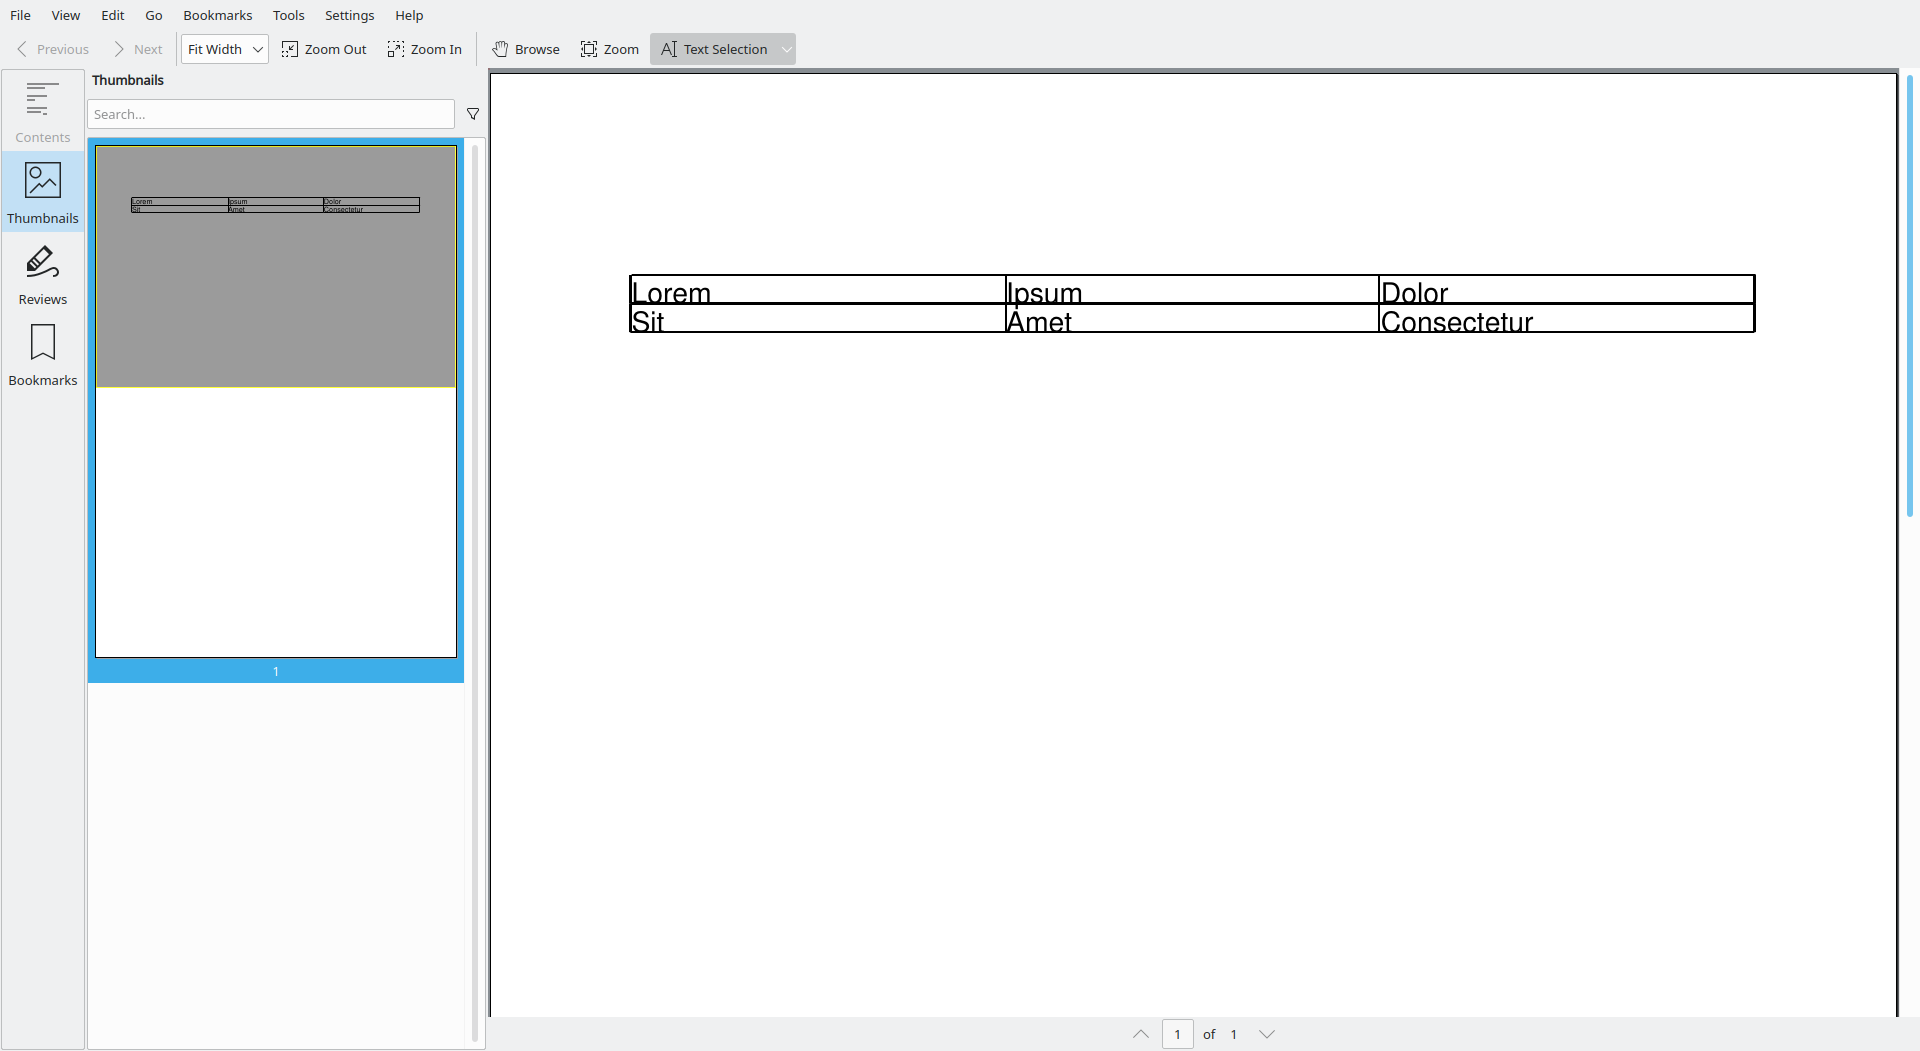 File View Edit Go Bookmarks Tools Settings Help
Previous Next Fit Width Zoom Out Zoom In Browse Zoom Text Selection
Contents
Thumbnails
Reviews
Bookmarks
Thumbnails
Search...
Lorem Ipsum Dolor
Sit Amet Consectetur
1
Lorem Ipsum Dolor
Sit Amet Consectetur
1 of 1